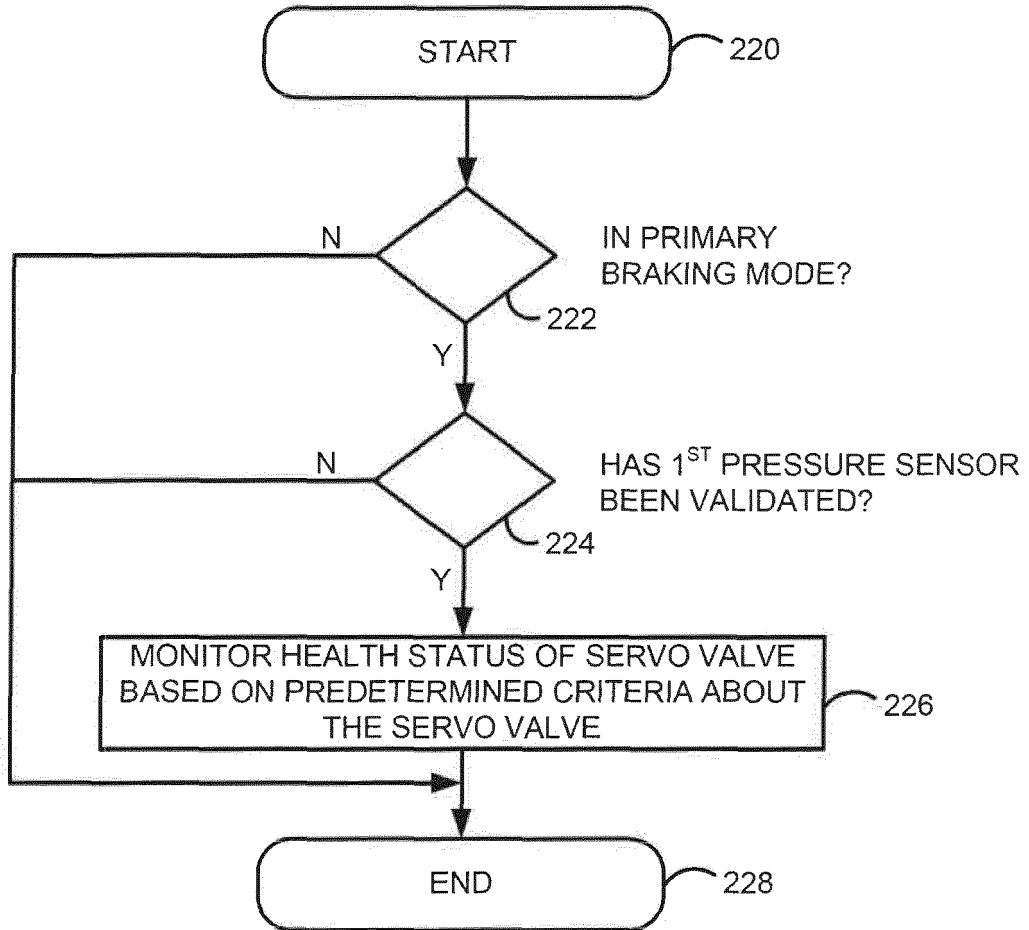 START
220
N
IN PRIMARY
BRAKING MODE?
222
Y
N
HAS 1ST PRESSURE SENSOR
BEEN VALIDATED?
224
Y
MONITOR HEALTH STATUS OF SERVO VALVE
BASED ON PREDETERMINED CRITERIA ABOUT
THE SERVO VALVE
226
END
228